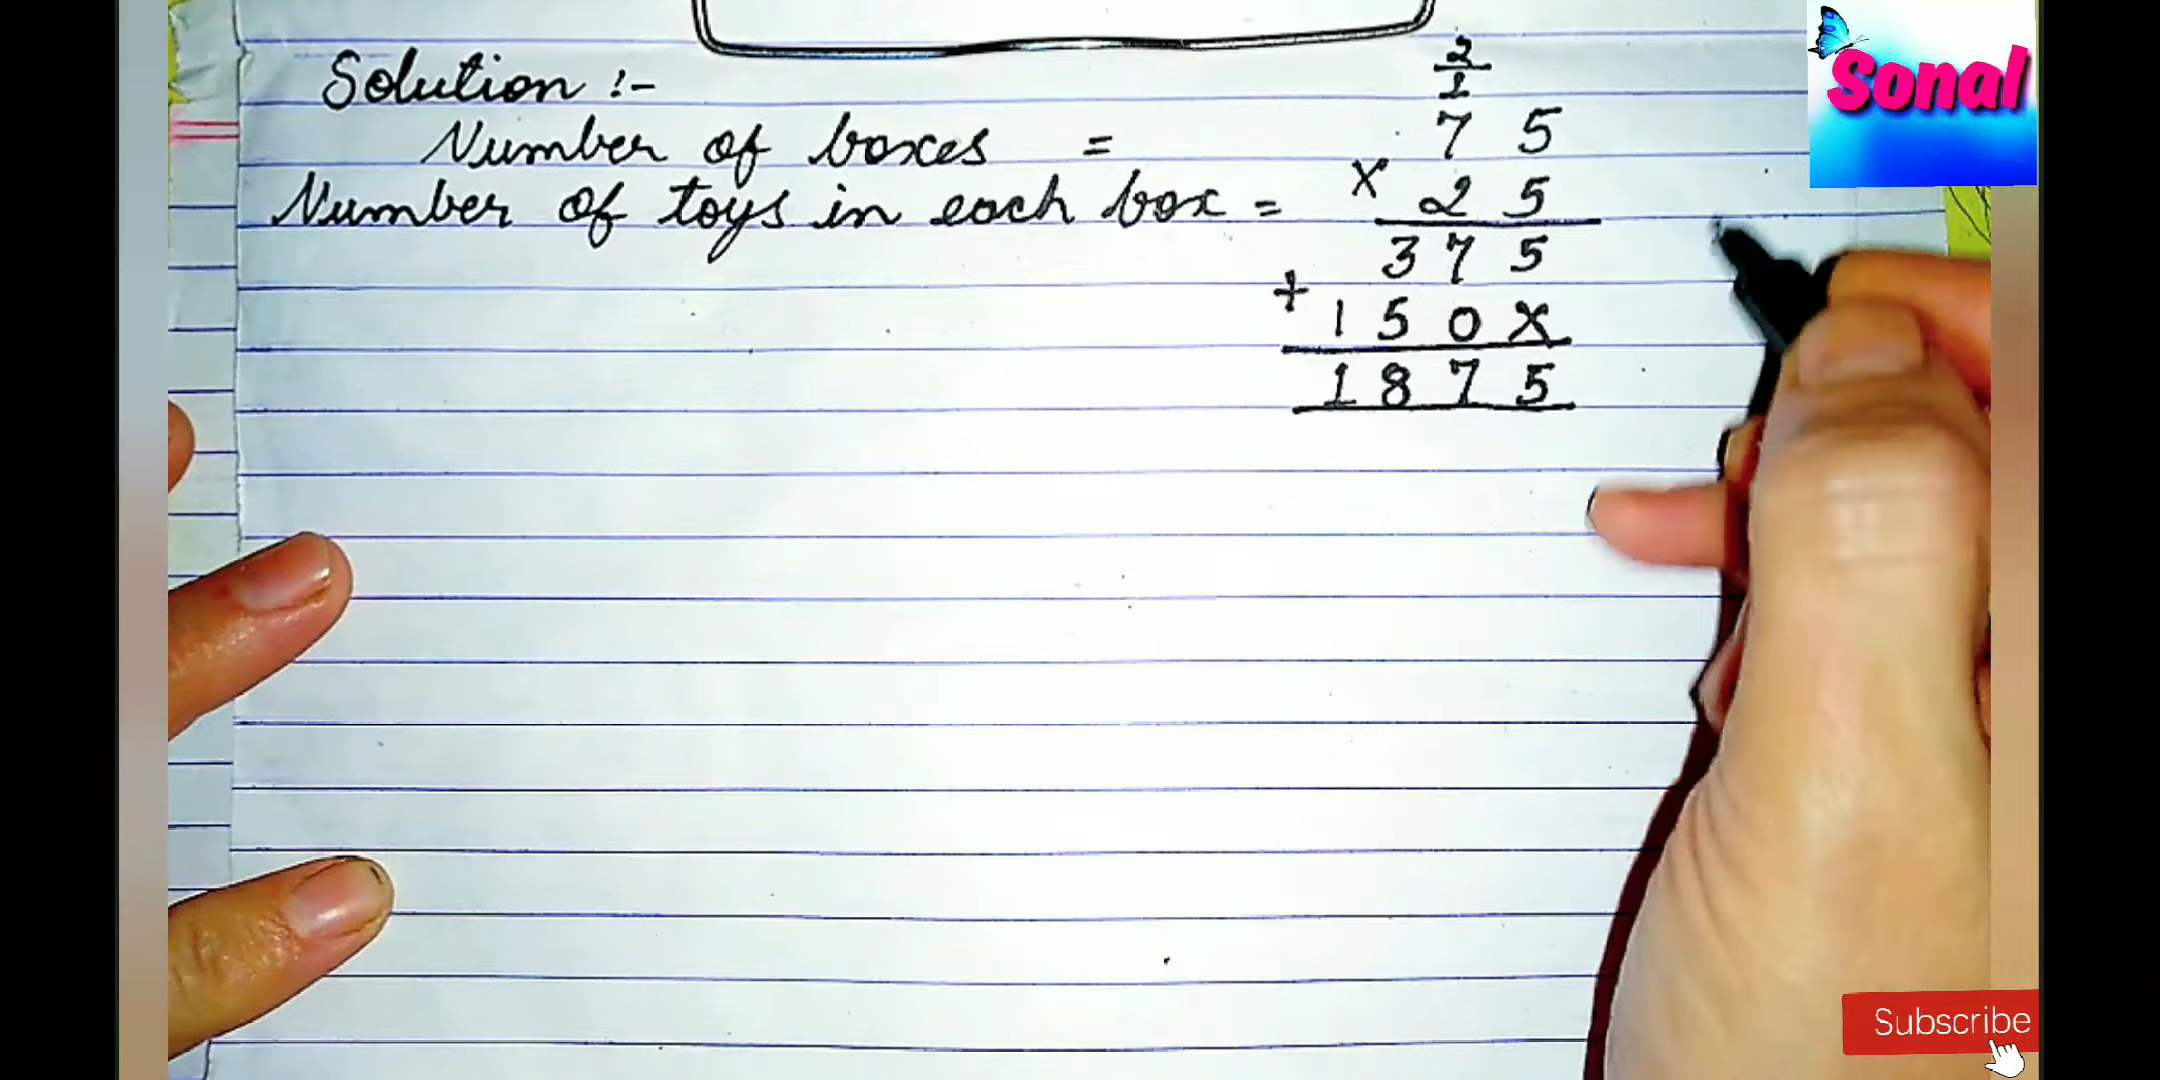 Solution :-
Number of boxes =
Number of toys in each box =
2
1
7 5
x 2 5
3 7 5
+ 1 5 0 x
1 8 7 5
Sonal
Subscribe